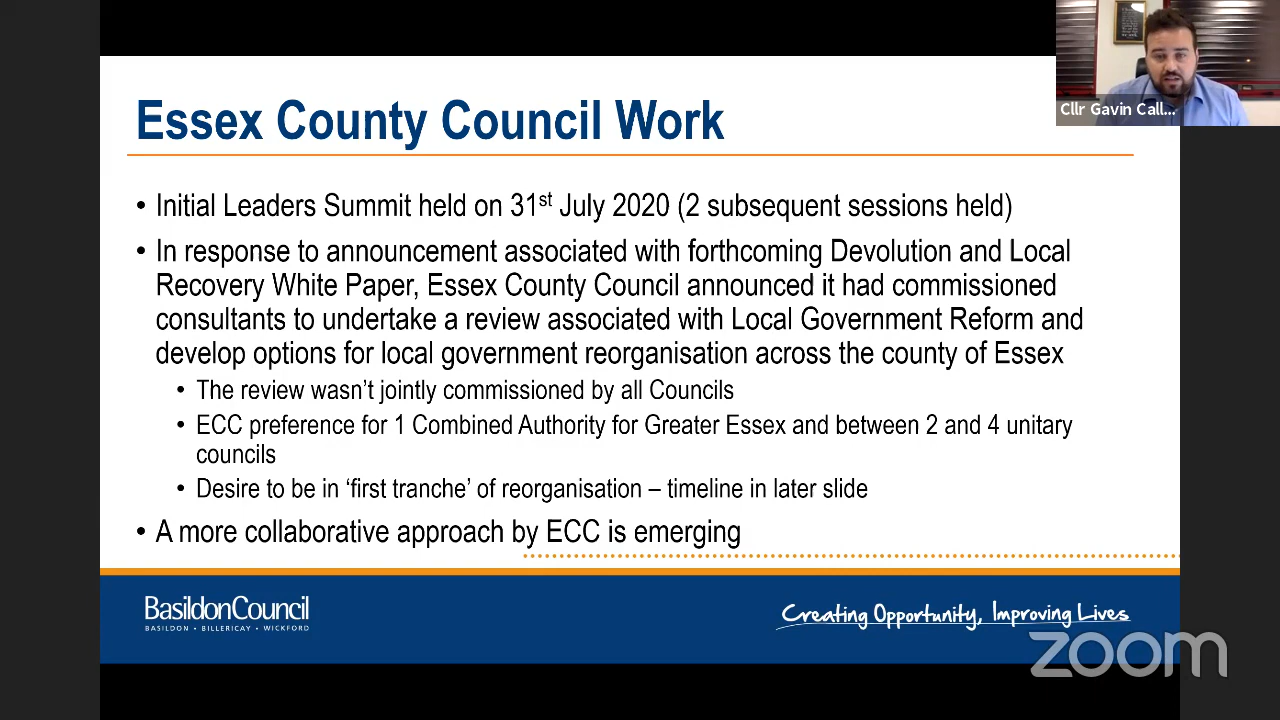 Cllr Gavin Call...
Essex County Council Work
• Initial Leaders Summit held on 31st July 2020 (2 subsequent sessions held)
• In response to announcement associated with forthcoming Devolution and Local
Recovery White Paper, Essex County Council announced it had commissioned
consultants to undertake a review associated with Local Government Reform and
develop options for local government reorganisation across the county of Essex
• The review wasn't jointly commissioned by all Councils
• ECC preference for 1 Combined Authority for Greater Essex and between 2 and 4 unitary
councils
• Desire to be in ‘first tranche’ of reorganisation – timeline in later slide
• A more collaborative approach by ECC is emerging
BasildonCouncil
BASILDON • BILLERICAY • WICKFORD
Creating Opportunity, Improving Lives
zoom